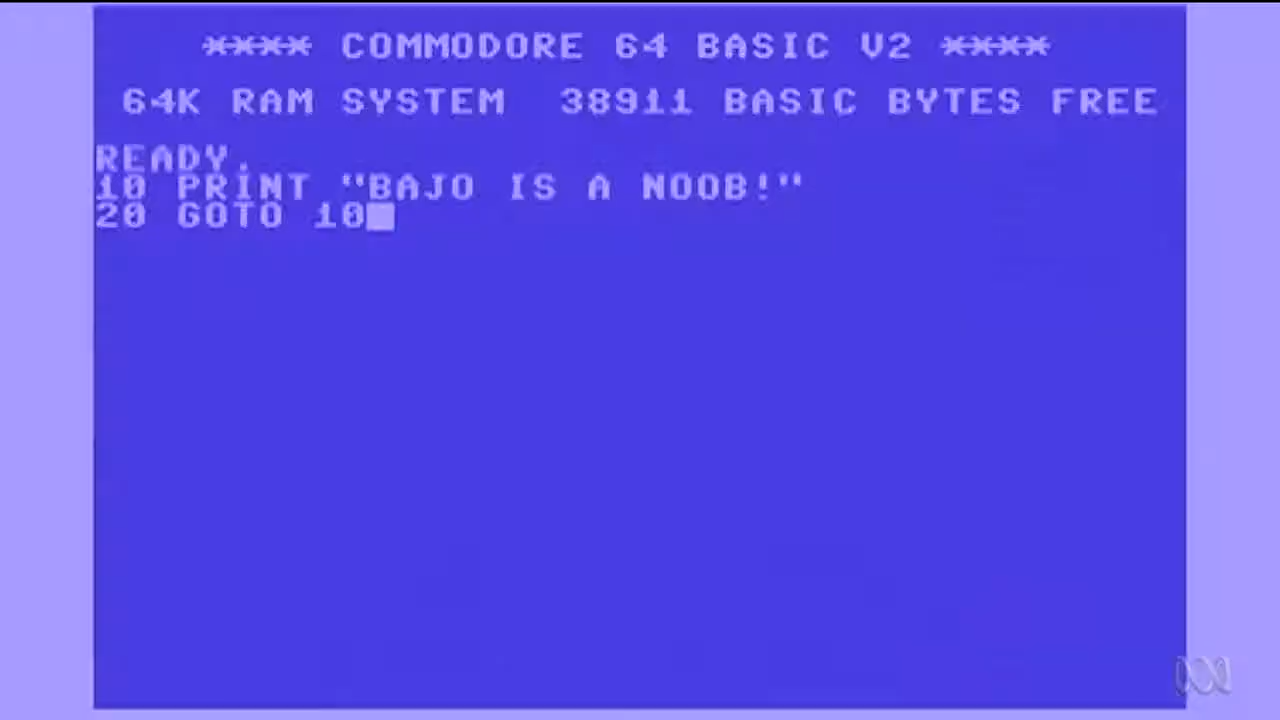 **** COMMODORE 64 BASIC V2 ****
64K RAM SYSTEM  38911 BASIC BYTES FREE
READY.
10 PRINT "BAJO IS A NOOB!"
20 GOTO 10